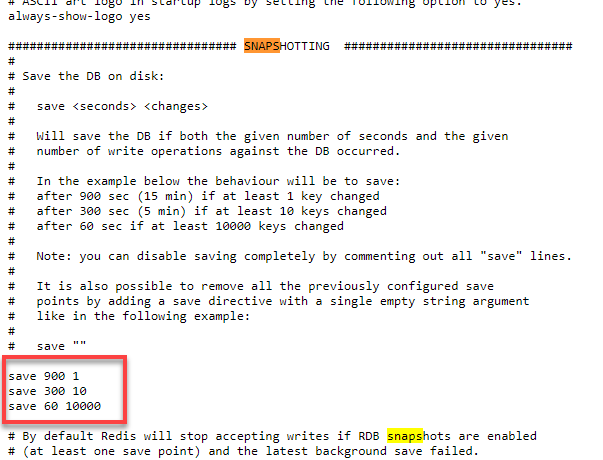 # ASCII art logo in startup logs by setting the following option to yes.
always-show-logo yes
################################ SNAPSHOTTING ################################
#
# Save the DB on disk:
#
#   save <seconds> <changes>
#
#   Will save the DB if both the given number of seconds and the given
#   number of write operations against the DB occurred.
#
#   In the example below the behaviour will be to save:
#   after 900 sec (15 min) if at least 1 key changed
#   after 300 sec (5 min) if at least 10 keys changed
#   after 60 sec if at least 10000 keys changed
#
#   Note: you can disable saving completely by commenting out all "save" lines.
#
#   It is also possible to remove all the previously configured save
#   points by adding a save directive with a single empty string argument
#   like in the following example:
#
#   save ""
save 900 1
save 300 10
save 60 10000
# By default Redis will stop accepting writes if RDB snapshots are enabled
# (at least one save point) and the latest background save failed.